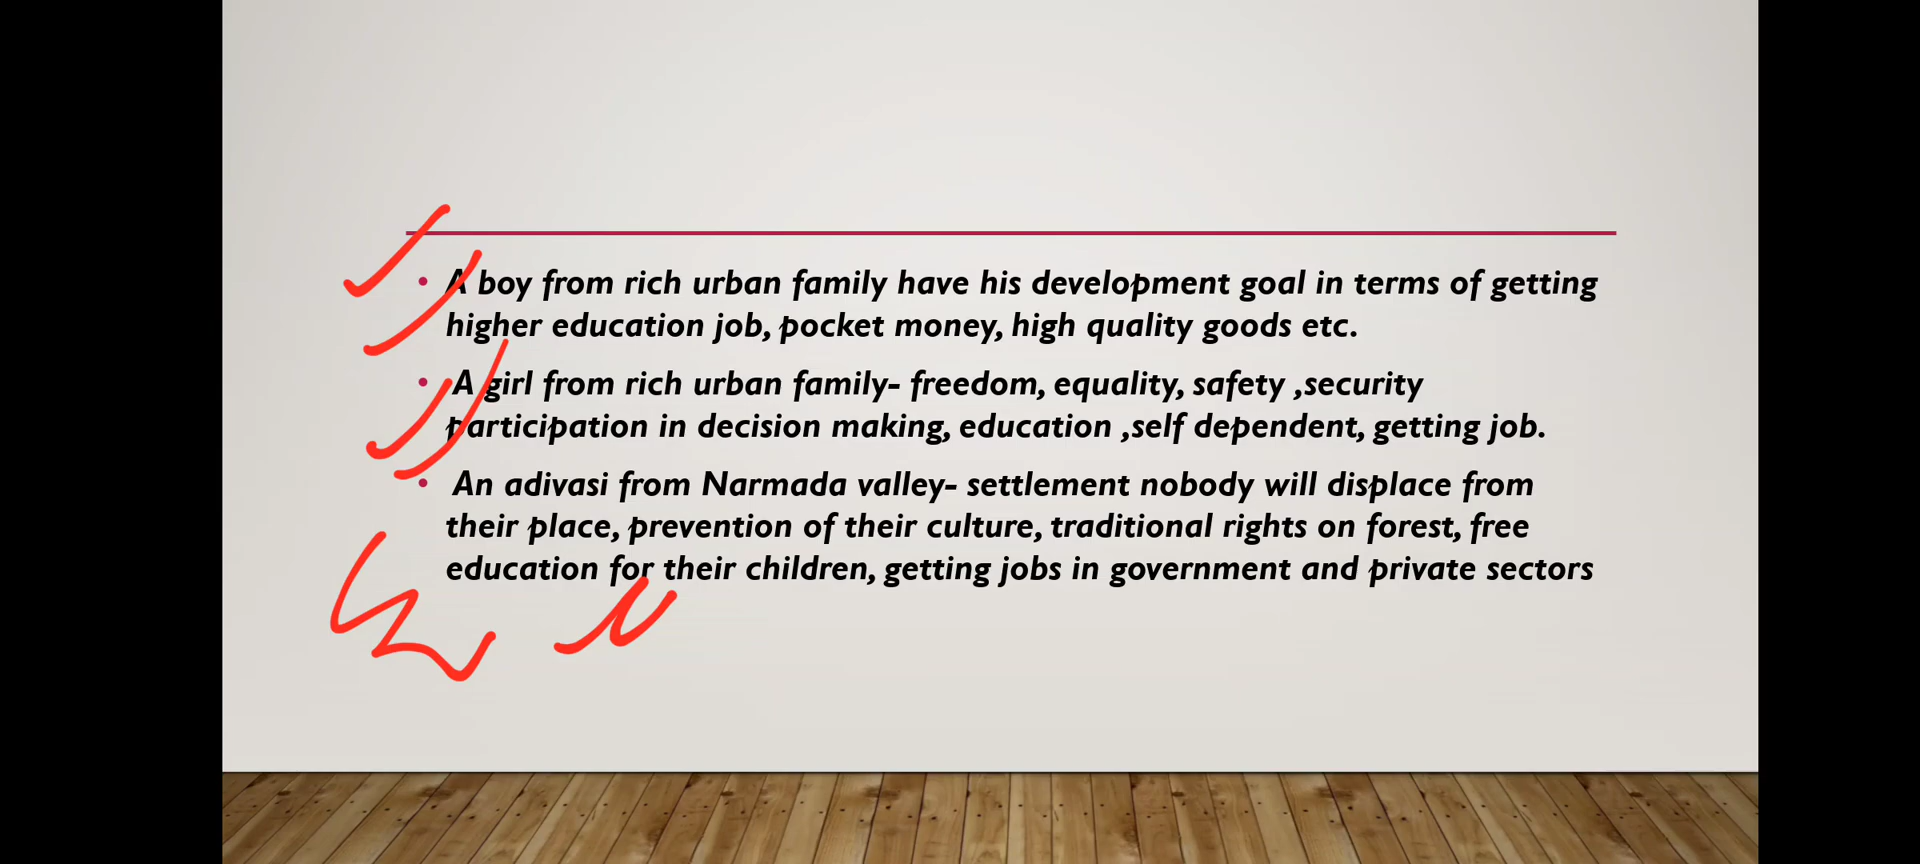 • A boy from rich urban family have his development goal in terms of getting
higher education job, pocket money, high quality goods etc.
• A girl from rich urban family- freedom, equality, safety ,security
participation in decision making, education ,self dependent, getting job.
• An adivasi from Narmada valley- settlement nobody will displace from
their place, prevention of their culture, traditional rights on forest, free
education for their children, getting jobs in government and private sectors